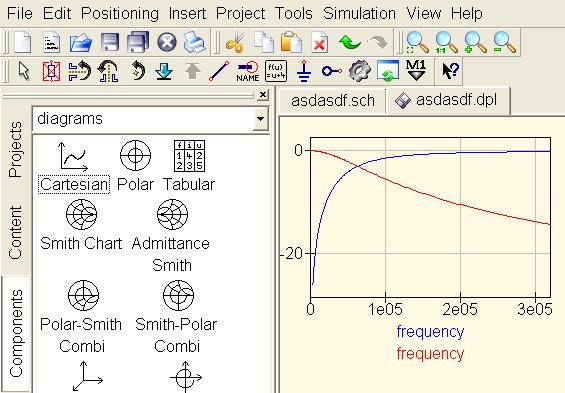 File Edit Positioning Insert Project Tools Simulation View Help
1:1
NAME
f(u)
=u+4
M1
?
asdasdf.sch
asdasdf.dpl
Projects
Content
Components
diagrams
f i u
1 4 2
2 3 5
Cartesian Polar Tabular
Smith Chart Admittance
Smith
Polar-Smith Smith-Polar
Combi Combi
0
-20
0 1e05 2e05 3e05
frequency
frequency